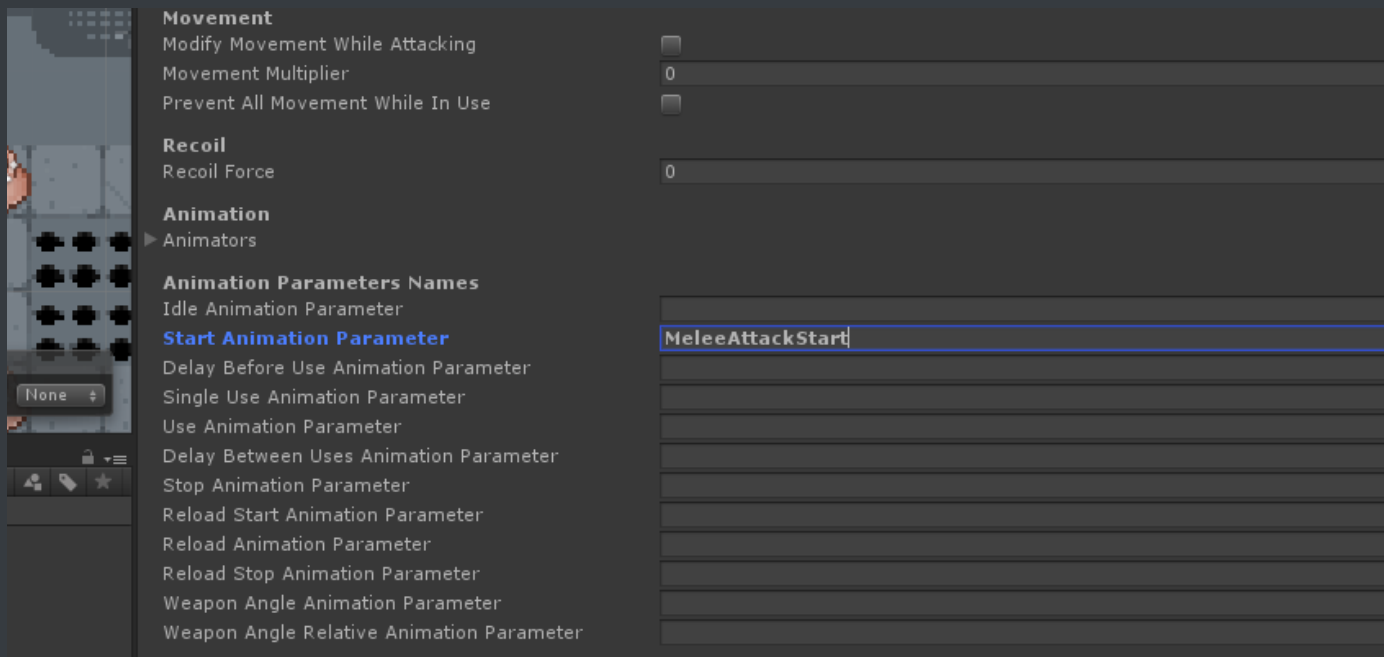 Movement
Modify Movement While Attacking
Movement Multiplier 0
Prevent All Movement While In Use
Recoil
Recoil Force 0
Animation
Animators
Animation Parameters Names
Idle Animation Parameter
Start Animation Parameter MeleeAttackStart
Delay Before Use Animation Parameter
None
Single Use Animation Parameter
Use Animation Parameter
Delay Between Uses Animation Parameter
Stop Animation Parameter
Reload Start Animation Parameter
Reload Animation Parameter
Reload Stop Animation Parameter
Weapon Angle Animation Parameter
Weapon Angle Relative Animation Parameter